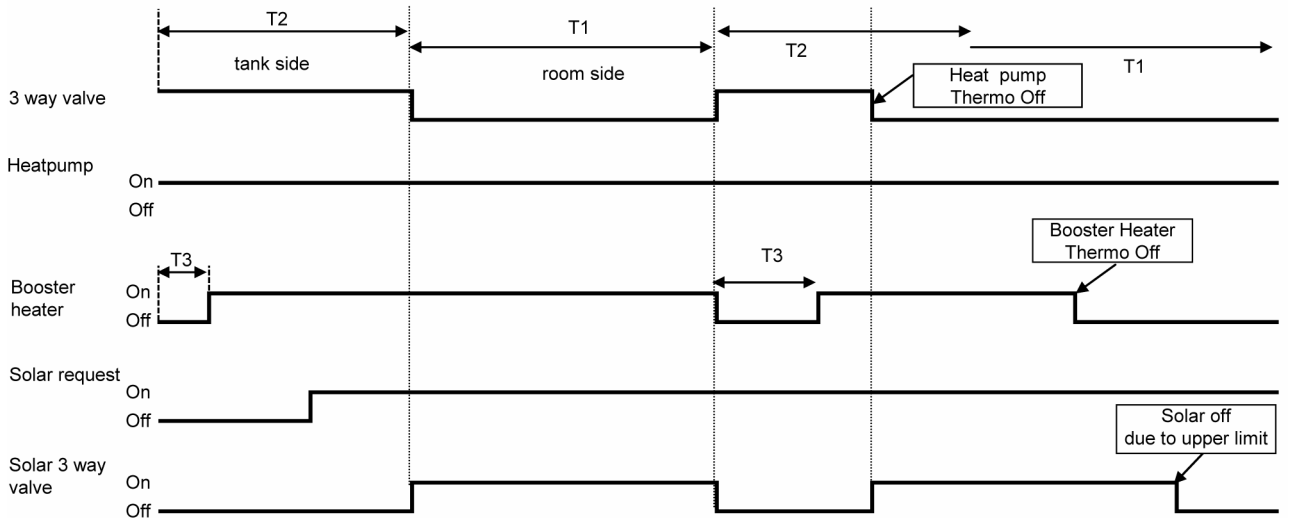 T2
T1
T2
T1
tank side
room side
3 way valve
Heat pump
Thermo Off
Heatpump
On
Off
Booster Heater
Thermo Off
T3
T3
Booster
heater
On
Off
Solar request
On
Off
Solar off
due to upper limit
Solar 3 way
valve
On
Off